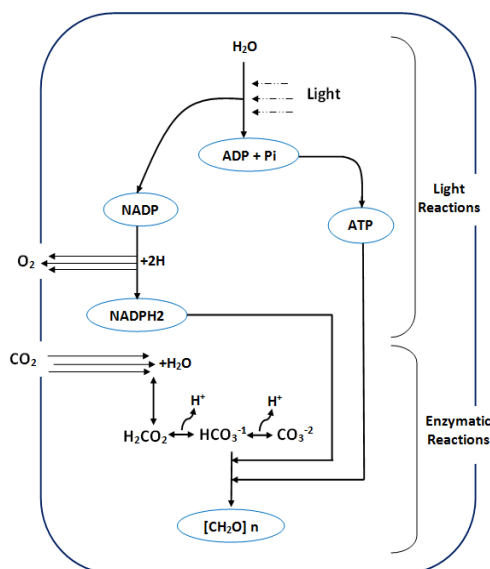 H₂O
Light
ADP + Pi
Light
Reactions
NADP
ATP
O₂
+2H
NADPH2
CO₂
+H₂O
H⁺
H⁺
H₂CO₂
HCO₃⁻¹
CO₃⁻²
Enzymatic
Reactions
[CH₂O] n